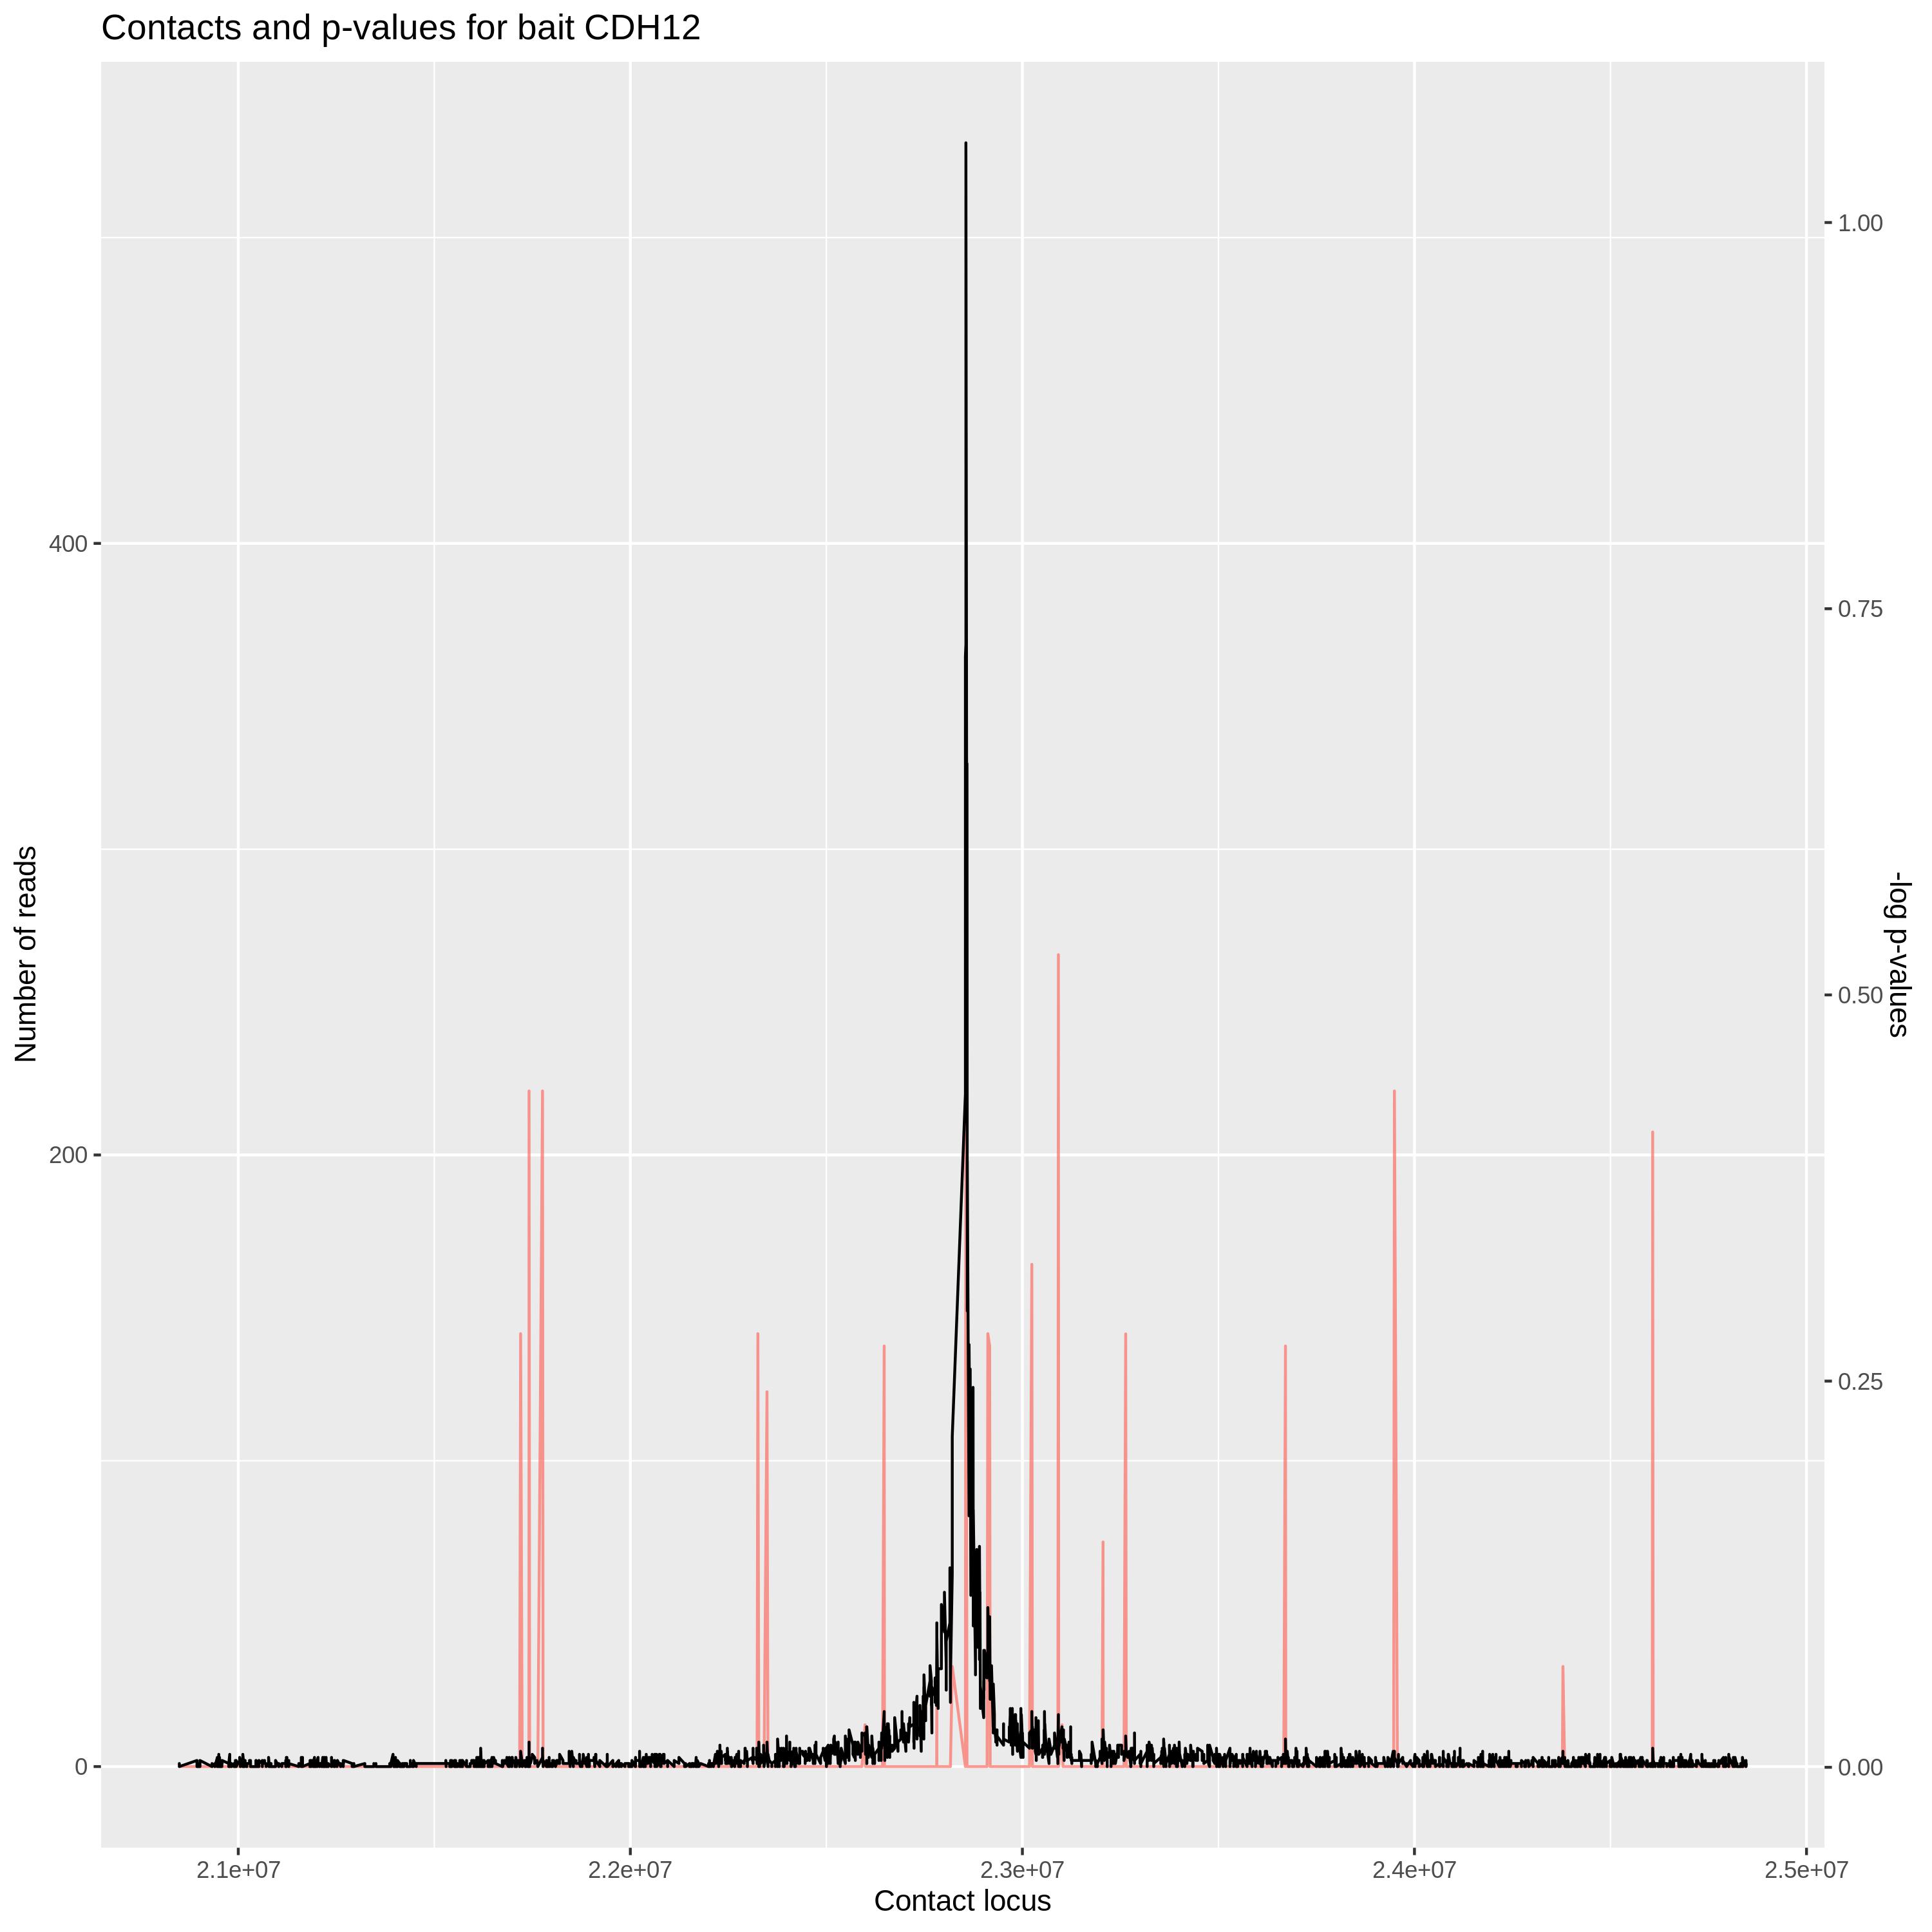 Contacts and p-values for bait CDH12
400
200
0
Number of reads
1.00
0.75
0.50
0.25
0.00
-log p-values
2.1e+07
2.2e+07
2.3e+07
2.4e+07
2.5e+07
Contact locus